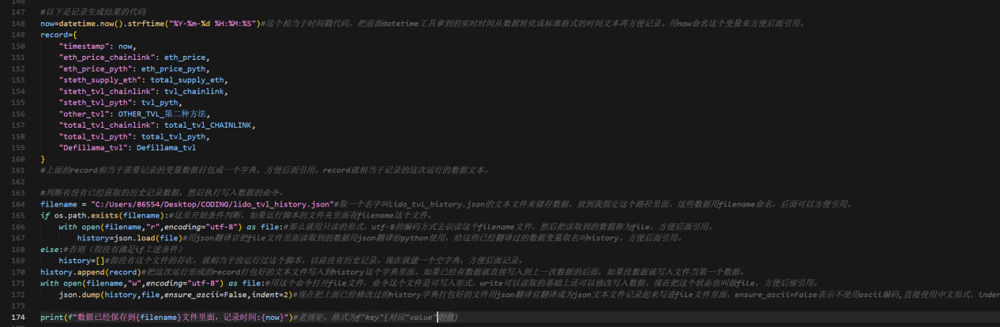 146
147 #以下是记录生成结果的代码
148 now=datetime.now().strftime("%Y-%m-%d %H:%M:%S")#这个相当于时间戳代码，把前面datetime工具拿到的实时时间从数据转化成标准格式的时间文本再方便记录。用now命名这个变量来方便后面引用。
149 record={
150 "timestamp": now,
151 "eth_price_chainlink": eth_price,
152 "eth_price_pyth": eth_price_pyth,
153 "steth_supply_eth": total_supply_eth,
154 "steth_tvl_chainlink": tvl_chainlink,
155 "steth_tvl_pyth": tvl_pyth,
156 "other_tvl": OTHER_TVL_第二种方法,
157 "total_tvl_chainlink": total_tvl_CHAINLINK,
158 "total_tvl_pyth": total_tvl_pyth,
159 "Defillama_tvl": Defillama_tvl
160 }
161 #上面的record相当于需要记录的变量数据打包成一个字典，方便后面引用。record就相当于记录的这次运行的数据文本。
162
163 #判断有没有已经获取的历史记录数据，然后执行写入数据的命令。
164 filename = "C:/Users/86554/Desktop/CODING/lido_tvl_history.json"#取一个名字叫lido_tvl_history.json的文本文件夹来储存数据，放到我指定这个路径里面，这些数据用filename命名，后面可以方便引用。
165 if os.path.exists(filename):#这里开始条件判断，如果运行脚本的文件夹里面有filename这个文件。
166 with open(filename,"r",encoding="utf-8") as file:#那么就用只读的形式，utf-8的编码方式去识读这个filename文件，然后把读取到的数据称为file，方便后面引用。
167 history=json.load(file)#用json翻译官把file文件里面读取到的数据用json翻译给python使用，给这些已经翻译过的数据变量取名叫history，方便后面引用。
168 else:#否则（指没有满足if上述条件）
169 history=[]#指没有这个文件的存在，就相当于没运行过这个脚本，以前没有历史记录。现在就建一个空字典，方便后面记录。
170 history.append(record)#把这次运行形成的record打包好的文本文件写入到history这个字典里面。如果已经有数据就直接写入到上一次数据的后面，如果没数据就写入文件当第一个数据。
171 with open(filename,"w",encoding="utf-8") as file:#用这个命令打开file文件，命令这个文件是可写入形式，write可以读取的基础上还可以修改写入数据。现在把这个状态也叫做file，方便后续引用。
172 json.dump(history,file,ensure_ascii=False,indent=2)#现在把上面已经修改过的history字典打包好的文件用json翻译官翻译成为json文本文件记录起来写进file文件里面，ensure_ascii=False表示不使用ascii编码,直接使用中文形式，inden
173
174 print(f"数据已经保存到{filename}文件里面，记录时间:{now}")#老规矩，格式为f"key"{对应"value"的值}